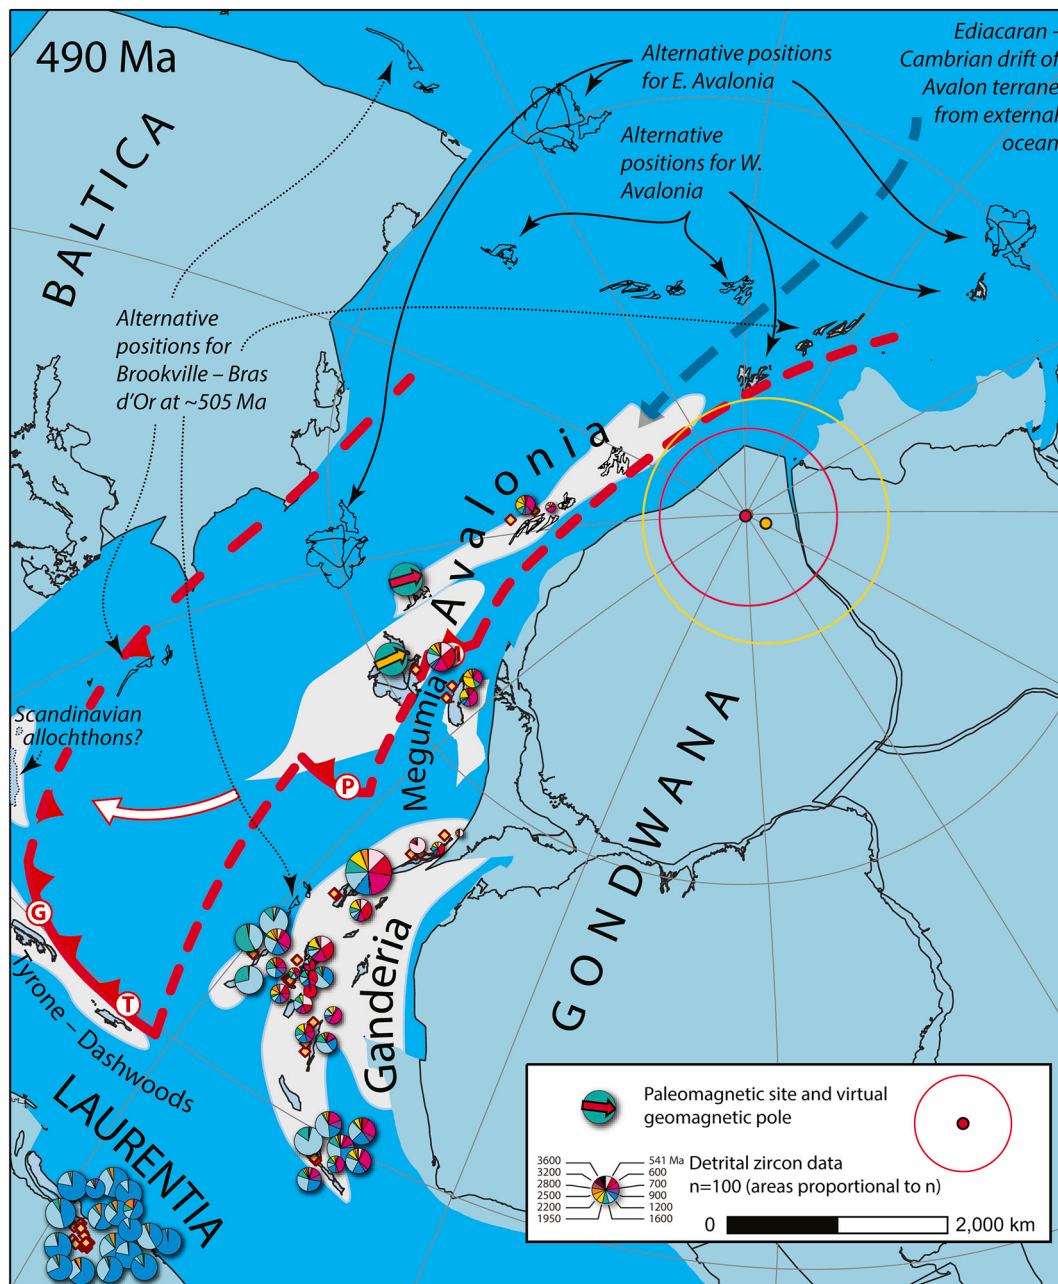 490 Ma
Ediacaran -
Cambrian drift of
Avalon terrane
from external
ocean
Alternative positions
for E. Avalonia
Alternative
positions for W.
Avalonia
BALTICA
Alternative
positions for
Brookville – Bras
d'Or at ~505 Ma
Avalonia
Megumia
Scandinavian
allochthons?
P
G
T
Tyrone – Dashwoods
Ganderia
GONDWANA
LAURENTIA
Paleomagnetic site and virtual
geomagnetic pole
Detrital zircon data
n=100 (areas proportional to n)
3600 541 Ma
3200 600
2800 700
2500 900
2200 1200
1950 1600
0 2,000 km